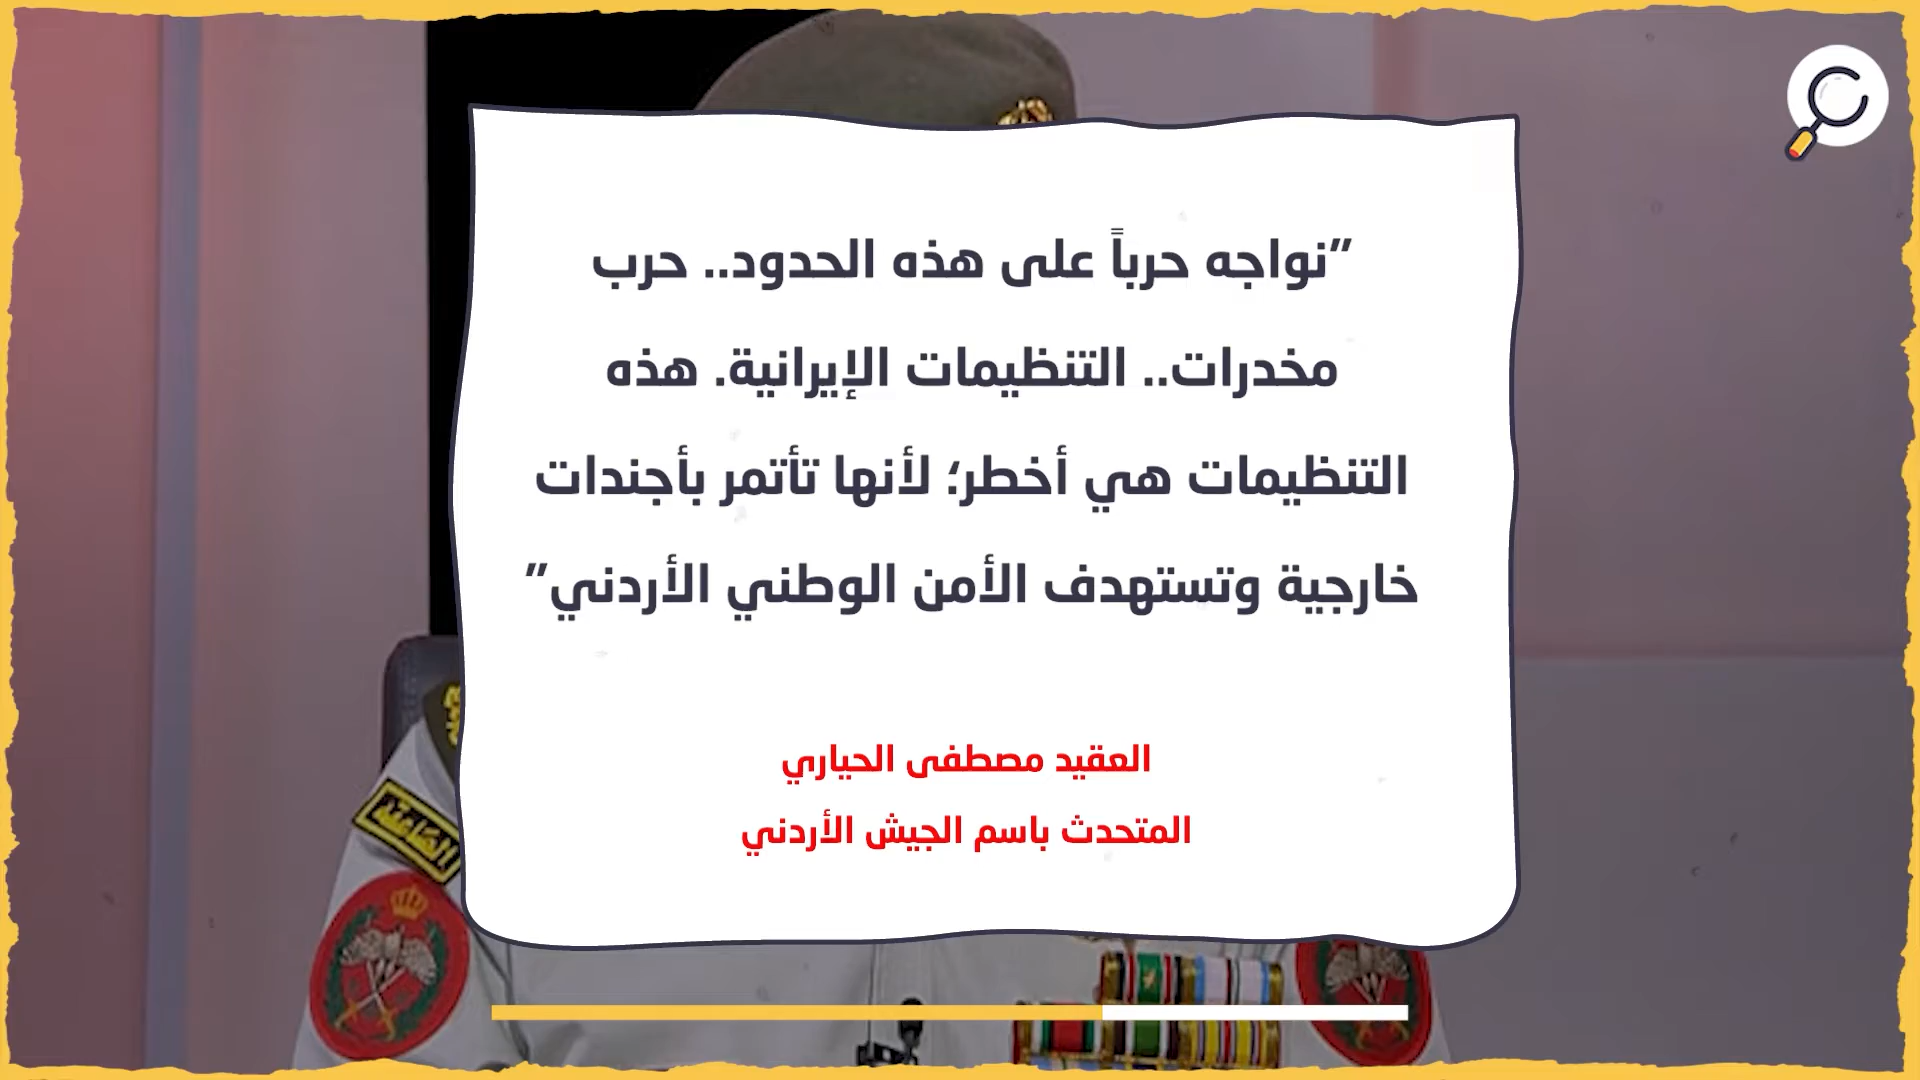 ”نواجه حرباً على هذه الحدود.. حرب
مخدرات.. التنظيمات الإيرانية. هذه
التنظيمات هي أخطر؛ لأنها تأتمر بأجندات
خارجية وتستهدف الأمن الوطني الأردني”
العقيد مصطفى الحياري
المتحدث باسم الجيش الأردني
الصاعقة